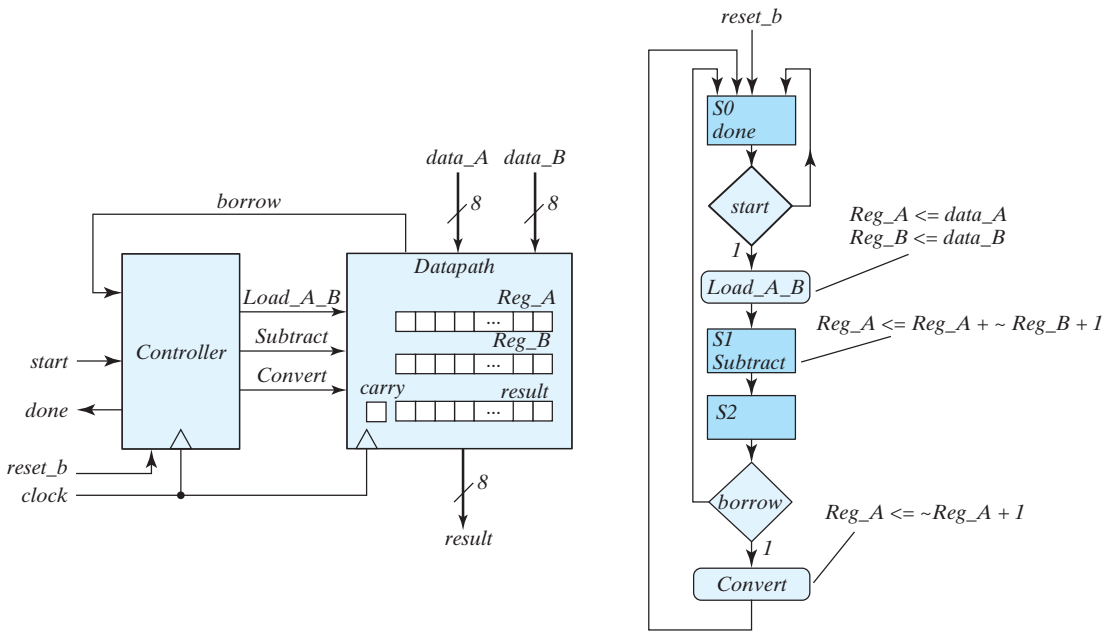 data_A
data_B
8
8
borrow
Datapath
Reg_A
...
Load_A_B
Reg_B
...
Subtract
Controller
start
Convert
carry
result
...
done
reset_b
clock
8
result
reset_b
S0
done
start
1
Reg_A <= data_A
Reg_B <= data_B
Load_A_B
S1
Subtract
Reg_A <= Reg_A + ~ Reg_B + 1
S2
borrow
Reg_A <= ~Reg_A + 1
1
Convert